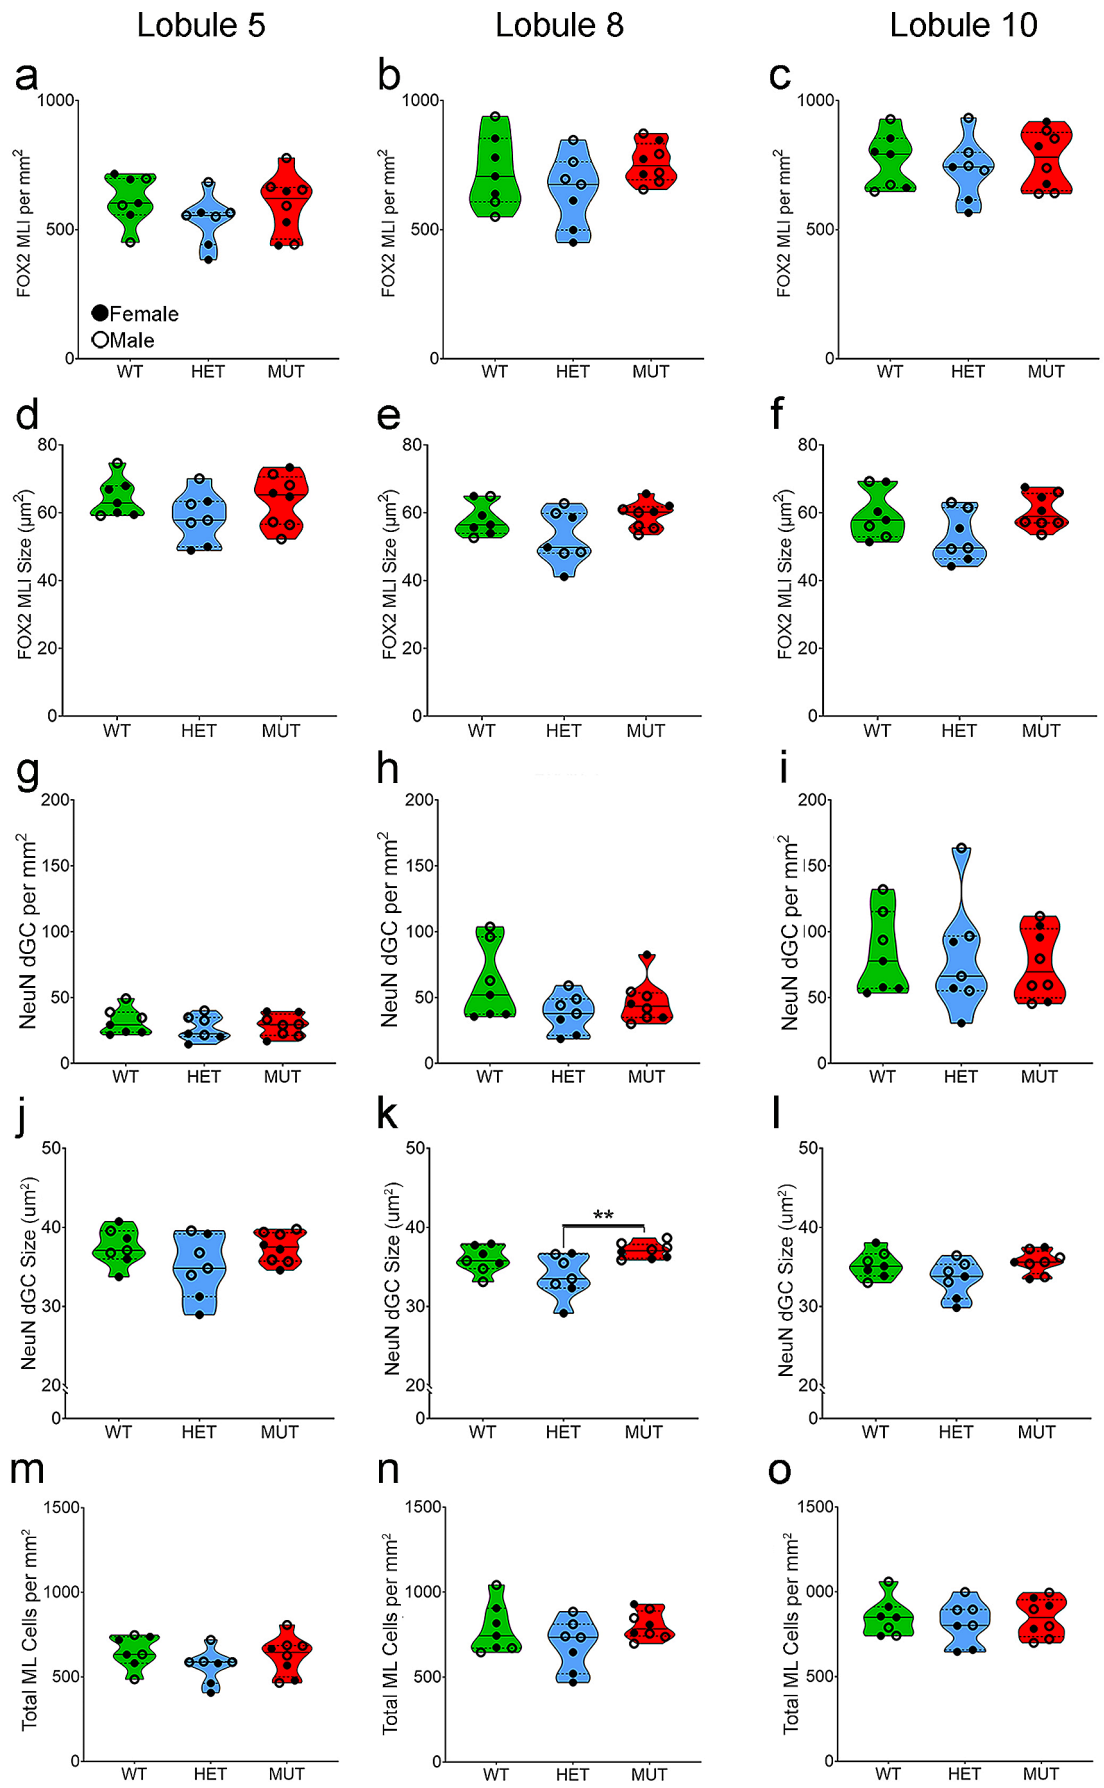 Lobule 5 Lobule 8 Lobule 10
a b c
FOX2 MLI per mm²
1000
500
0
WT HET MUT
Female
Male
FOX2 MLI per mm²
1000
500
0
WT HET MUT
FOX2 MLI per mm²
1000
500
0
WT HET MUT
d e f
FOX2 MLI Size (µm²)
80
60
40
20
0
WT HET MUT
FOX2 MLI Size (µm²)
80
60
40
20
0
WT HET MUT
FOX2 MLI Size (µm²)
80
60
40
20
0
WT HET MUT
g h i
NeuN dGC per mm²
200
150
100
50
0
WT HET MUT
NeuN dGC per mm²
200
150
100
50
0
WT HET MUT
NeuN dGC per mm²
200
150
100
50
0
WT HET MUT
j k l
NeuN dGC Size (um²)
50
40
30
20
0
WT HET MUT
NeuN dGC Size (um²)
50
40
30
20
0
**
WT HET MUT
NeuN dGC Size (um²)
50
40
30
20
0
WT HET MUT
m n o
Total ML Cells per mm²
1500
1000
500
0
WT HET MUT
Total ML Cells per mm²
1500
1000
500
0
WT HET MUT
Total ML Cells per mm²
1500
000
500
0
WT HET MUT